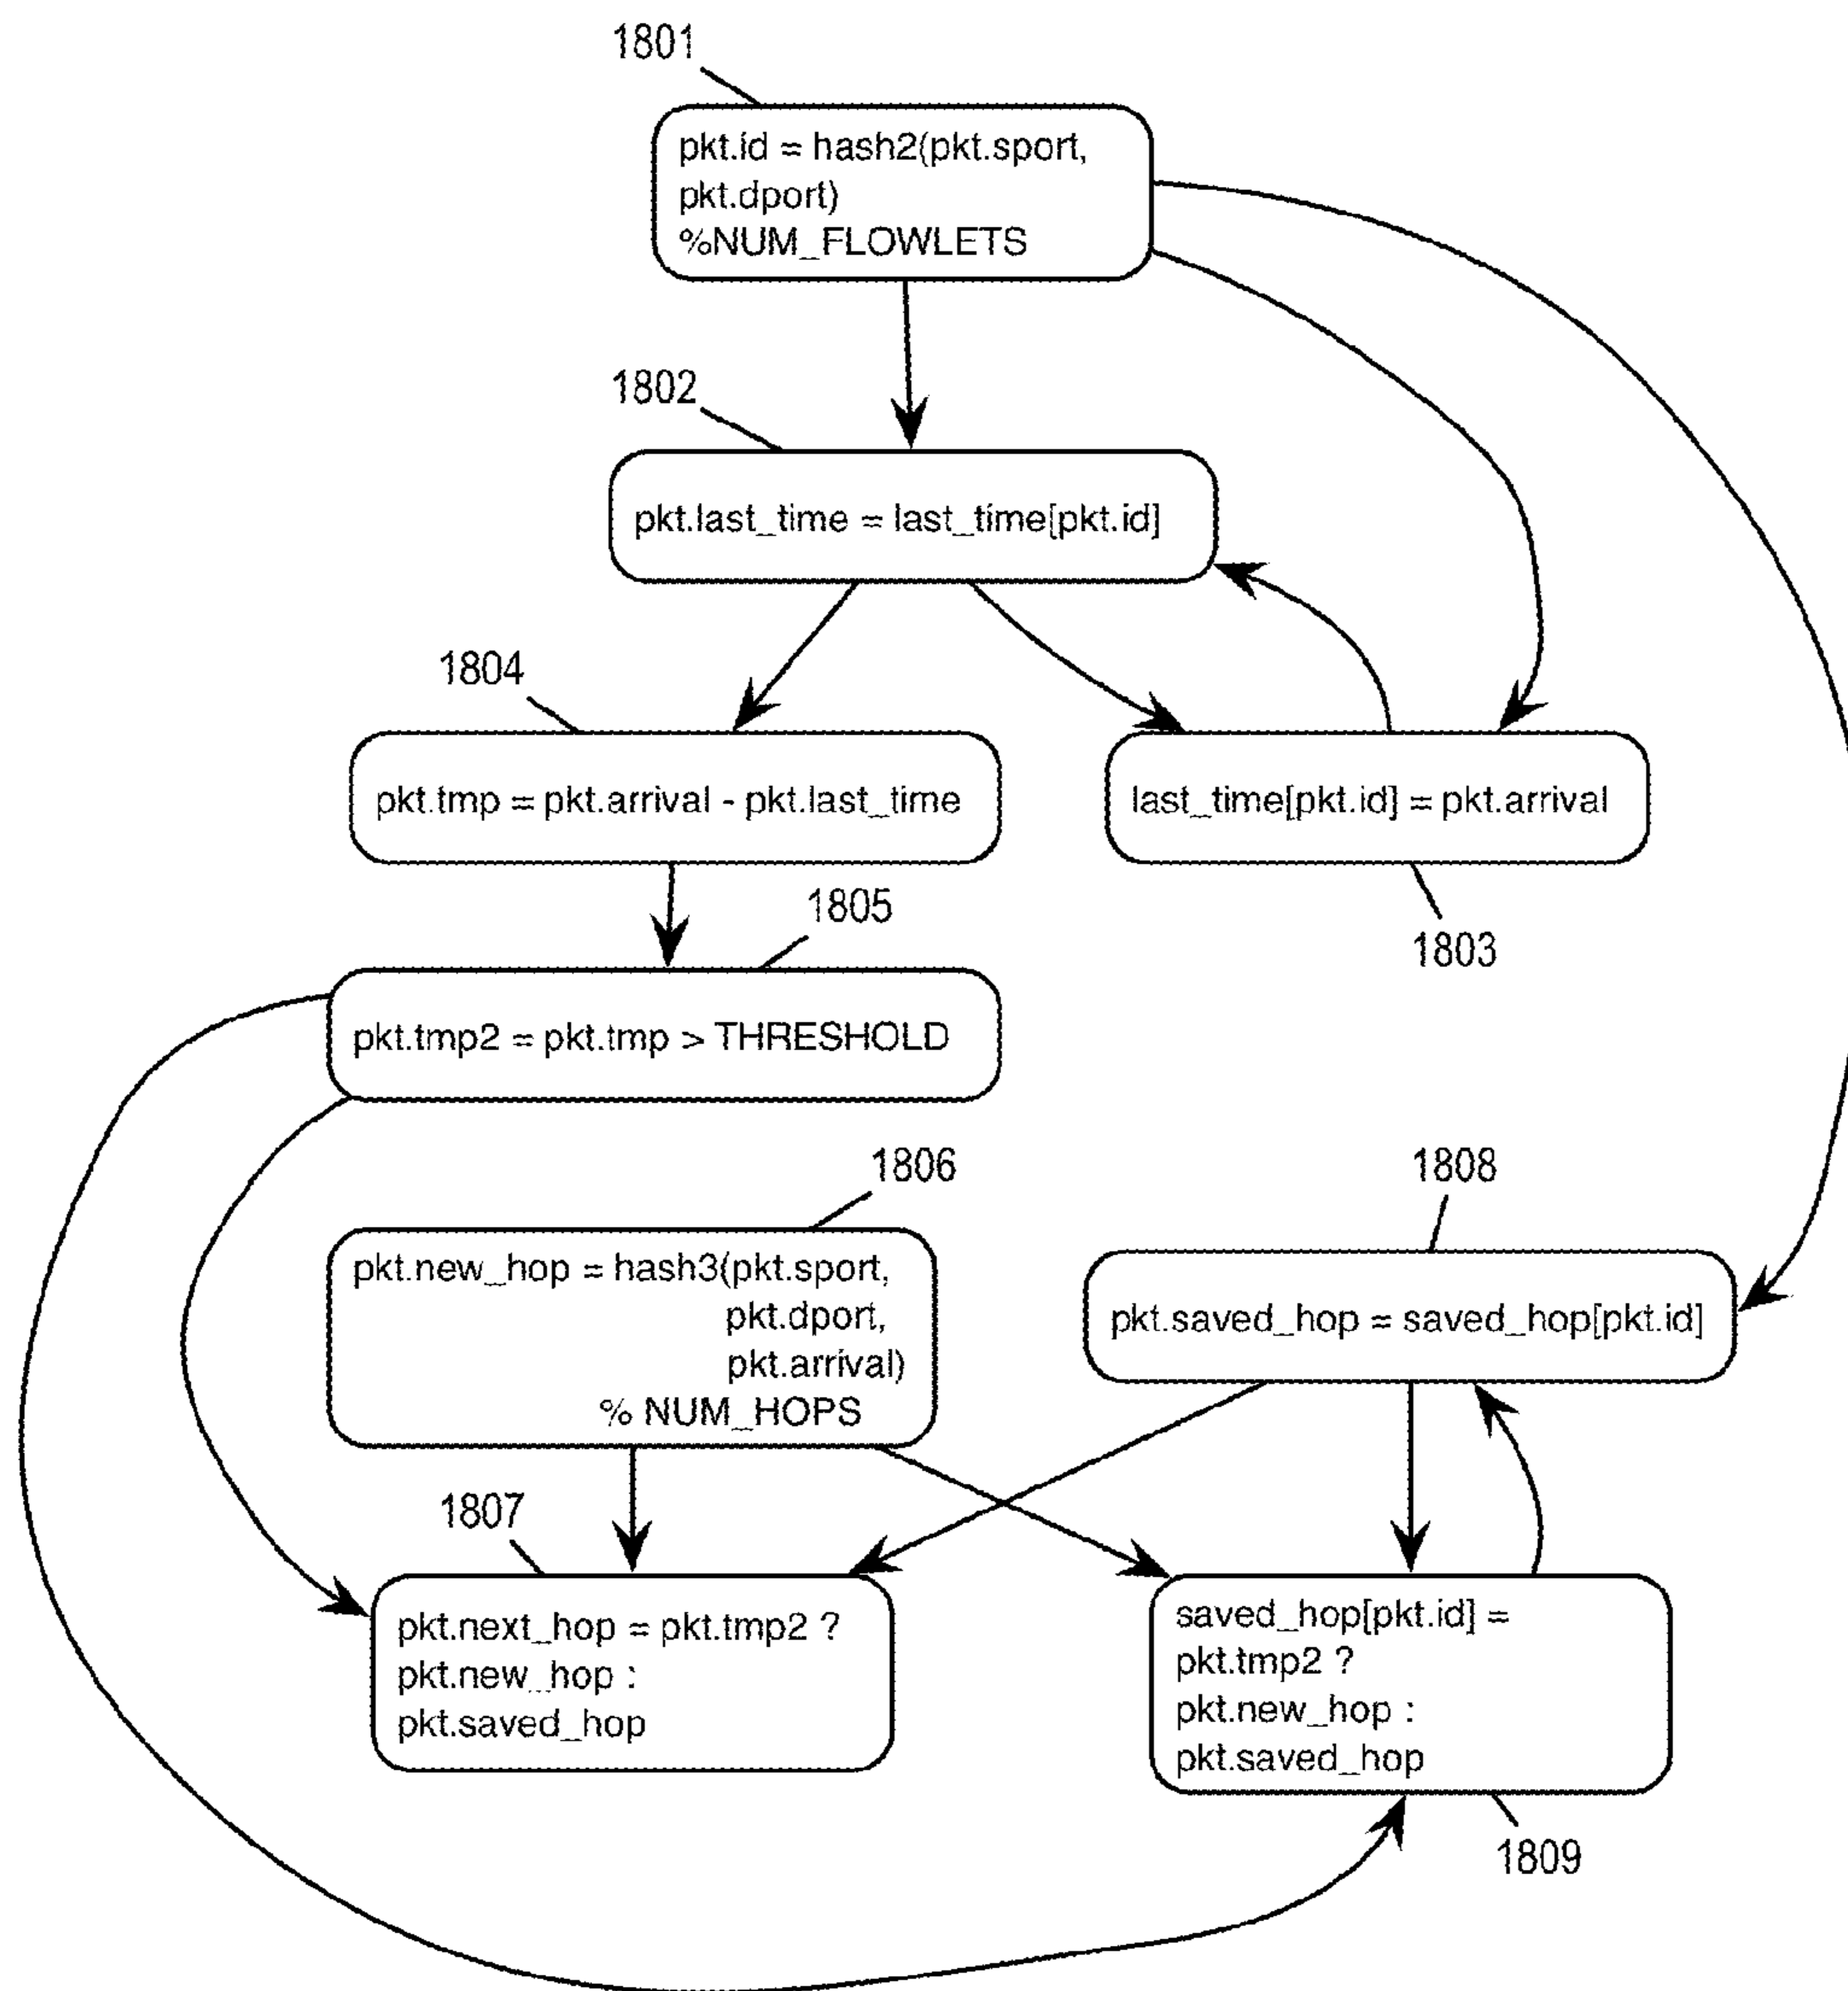 1801
pkt.id = hash2(pkt.sport,
pkt.dport)
%NUM_FLOWLETS
1802
pkt.last_time = last_time[pkt.id]
1804
pkt.tmp = pkt.arrival - pkt.last_time
last_time[pkt.id] = pkt.arrival
1803
1805
pkt.tmp2 = pkt.tmp > THRESHOLD
1806
pkt.new_hop = hash3(pkt.sport,
pkt.dport,
pkt.arrival)
% NUM_HOPS
1808
pkt.saved_hop = saved_hop[pkt.id]
1807
pkt.next_hop = pkt.tmp2 ?
pkt.new_hop :
pkt.saved_hop
saved_hop[pkt.id] =
pkt.tmp2 ?
pkt.new_hop :
pkt.saved_hop
1809